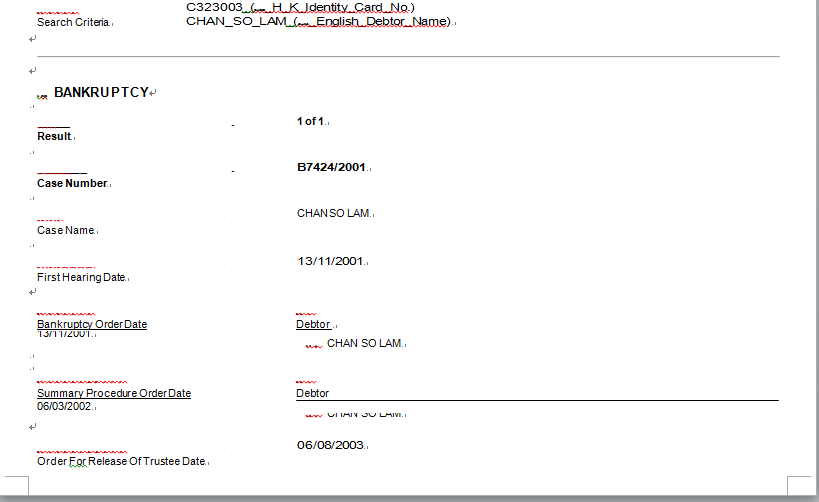 C323003 ( H K Identity Card No.)
Search Criteria
CHAN_SO_LAM ( English Debtor Name)
BANKRUPTCY
1 of 1
Result
B7424/2001
Case Number
CHAN SO LAM
Case Name
13/11/2001
First Hearing Date
Bankruptcy Order Date Debtor
13/11/2001
CHAN SO LAM
Summary Procedure Order Date Debtor
06/03/2002
CHAN SO LAM
06/08/2003
Order For Release Of Trustee Date